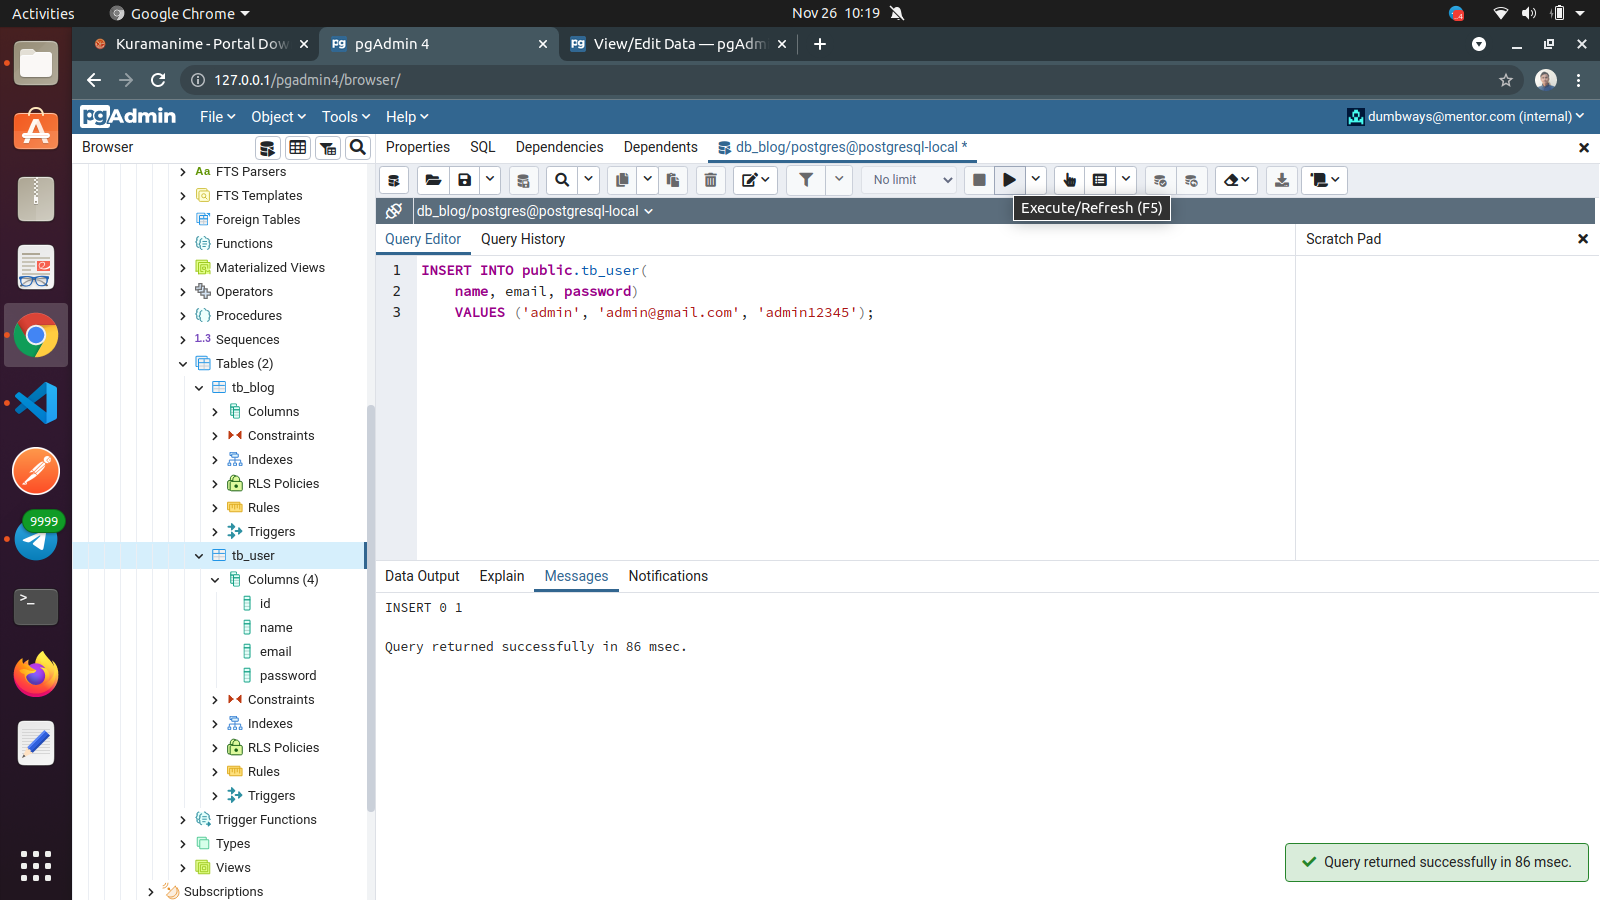 Activities
Google Chrome
Nov 26 10:19
4
Kuramanime - Portal Dow
pgAdmin 4
View/Edit Data — pgAdm
127.0.0.1/pgadmin4/browser/
pgAdmin
File
Object
Tools
Help
dumbways@mentor.com (internal)
Browser
Properties
SQL
Dependencies
Dependents
db_blog/postgres@postgresql-local *
No limit
Execute/Refresh (F5)
db_blog/postgres@postgresql-local
Query Editor
Query History
Scratch Pad
1 INSERT INTO public.tb_user(
2 name, email, password)
3 VALUES ('admin', 'admin@gmail.com', 'admin12345');
Aa FTS Parsers
FTS Templates
Foreign Tables
Functions
Materialized Views
Operators
Procedures
1..3 Sequences
Tables (2)
tb_blog
Columns
Constraints
Indexes
RLS Policies
Rules
Triggers
tb_user
Columns (4)
id
name
email
password
Constraints
Indexes
RLS Policies
Rules
Triggers
Trigger Functions
Types
Views
Subscriptions
9999
Data Output
Explain
Messages
Notifications
INSERT 0 1
Query returned successfully in 86 msec.
Query returned successfully in 86 msec.